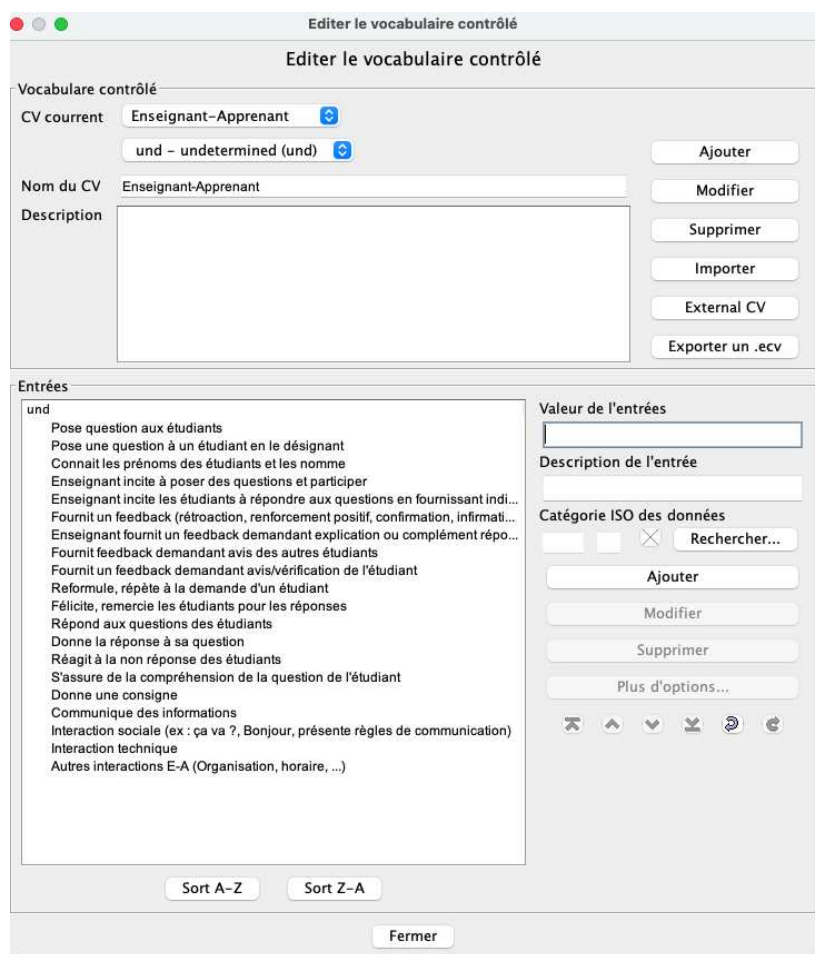 Editer le vocabulaire contrôlé
Editer le vocabulaire contrôlé
Vocabulare contrôlé
CV courrent Enseignant-Apprenant
und - undetermined (und)
Ajouter
Nom du CV Enseignant-Apprenant
Modifier
Description
Supprimer
Importer
External CV
Exporter un .ecv
Entrées
und
Pose question aux étudiants
Pose une question à un étudiant en le désignant
Connait les prénoms des étudiants et les nomme
Enseignant incite à poser des questions et participer
Enseignant incite les étudiants à répondre aux questions en fournissant indi...
Fournit un feedback (rétroaction, renforcement positif, confirmation, infirmati...
Enseignant fournit un feedback demandant explication ou complément répo...
Fournit feedback demandant avis des autres étudiants
Fournit un feedback demandant avis/vérification de l'étudiant
Reformule, répète à la demande d'un étudiant
Félicite, remercie les étudiants pour les réponses
Répond aux questions des étudiants
Donne la réponse à sa question
Réagit à la non réponse des étudiants
S'assure de la compréhension de la question de l'étudiant
Donne une consigne
Communique des informations
Interaction sociale (ex : ça va ?, Bonjour, présente règles de communication)
Interaction technique
Autres interactions E-A (Organisation, horaire, ...)
Valeur de l'entrées
Description de l'entrée
Catégorie ISO des données
Rechercher...
Ajouter
Modifier
Supprimer
Plus d'options...
Sort A-Z Sort Z-A
Fermer